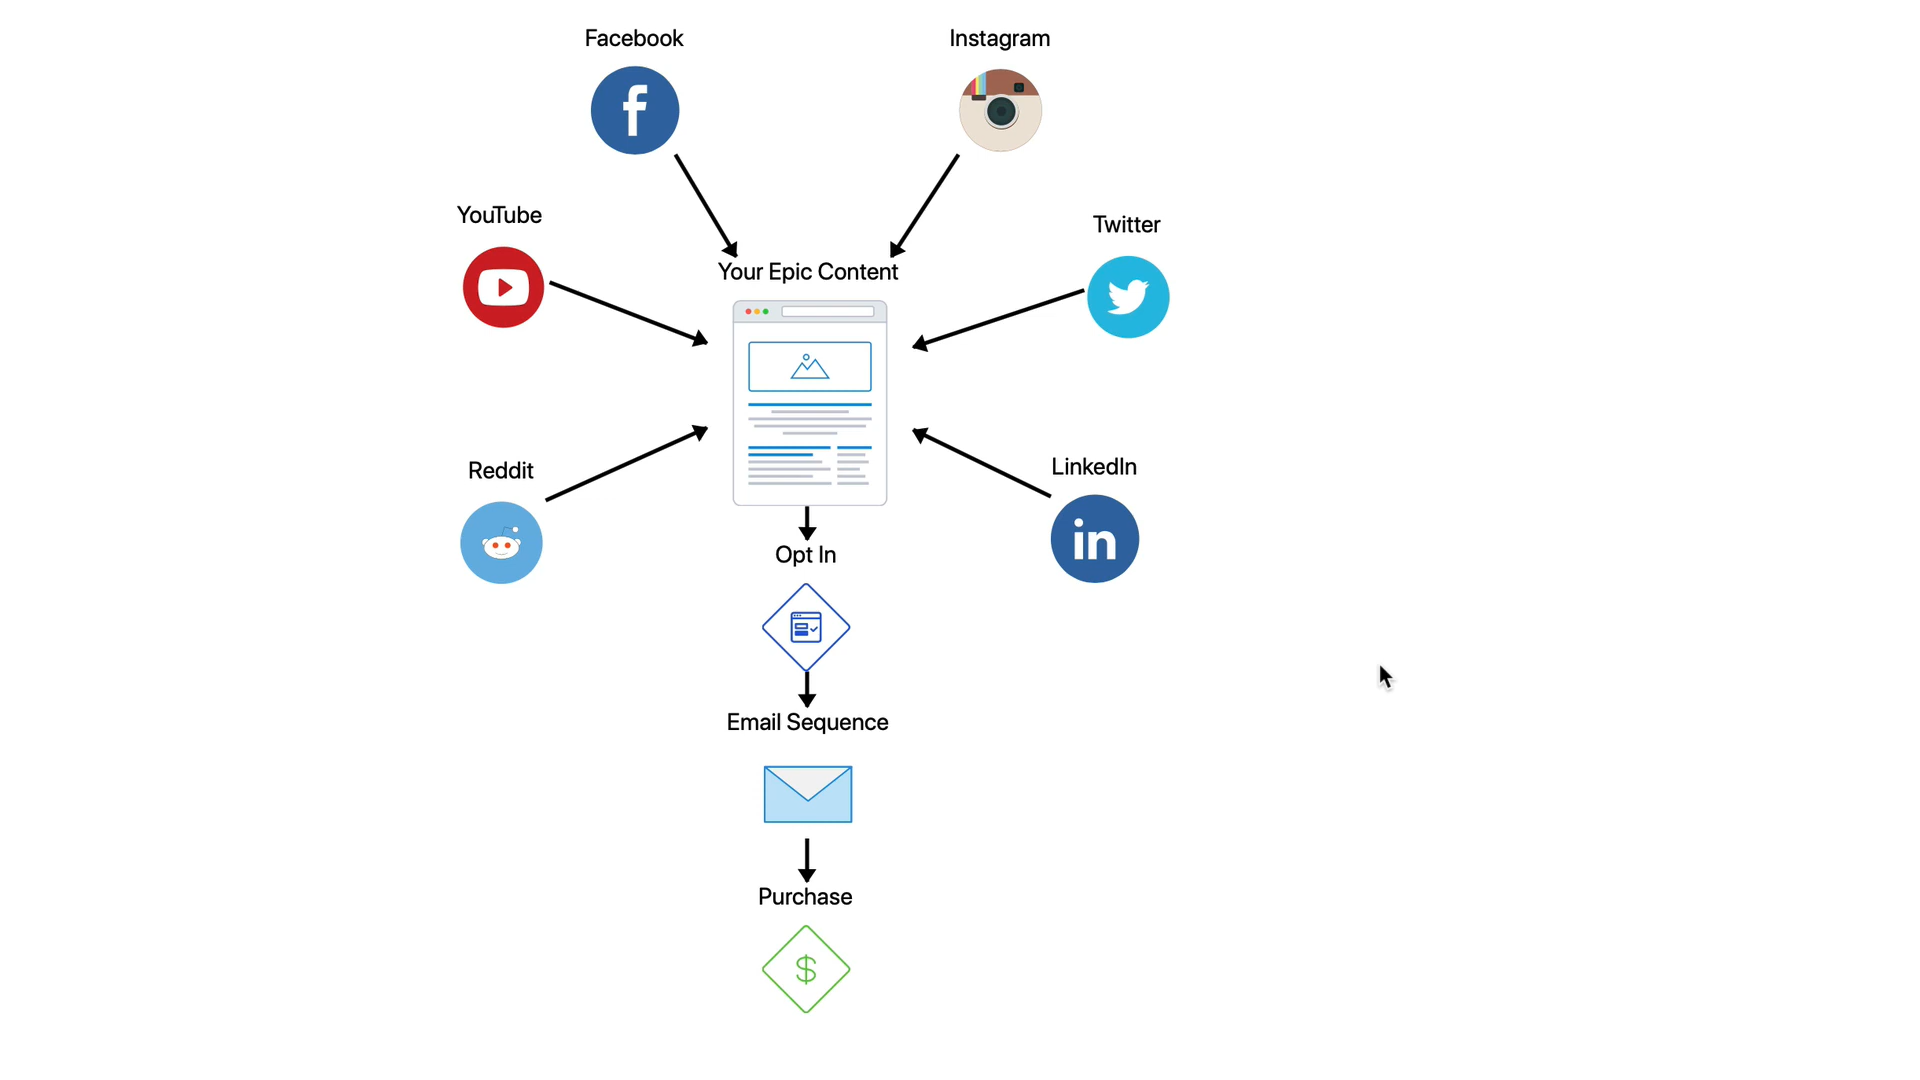 Facebook
Instagram
YouTube
Twitter
Your Epic Content
Reddit
LinkedIn
Opt In
Email Sequence
Purchase